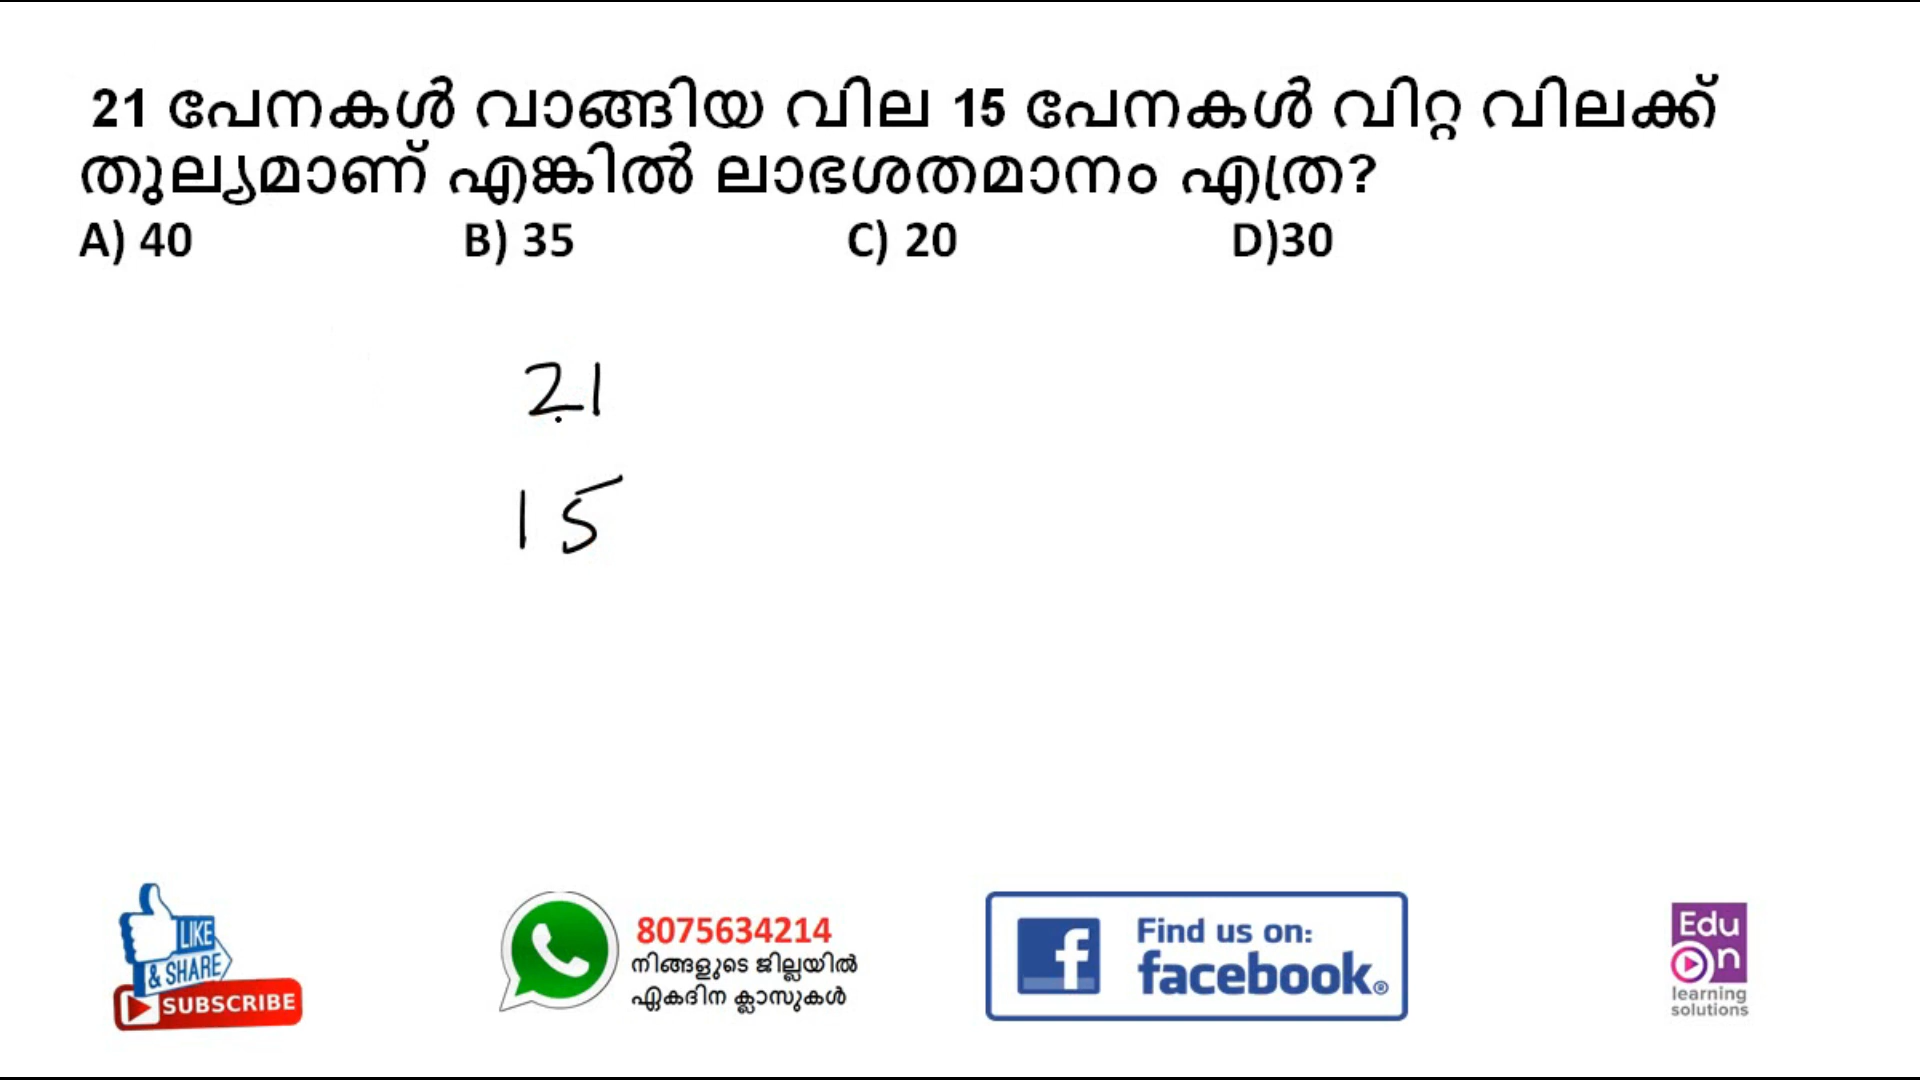 21 പേനകൾ വാങ്ങിയ വില 15 പേനകൾ വിറ്റ വിലക്ക്
തുല്യമാണ് എങ്കിൽ ലാഭശതമാനം എത്ര?
A) 40 B) 35 C) 20 D)30
21
15
LIKE
& SHARE
SUBSCRIBE
8075634214
നിങ്ങളുടെ ജില്ലയിൽ
ഏകദിന ക്ലാസുകൾ
Find us on:
facebook®
Edu
On
learning
solutions